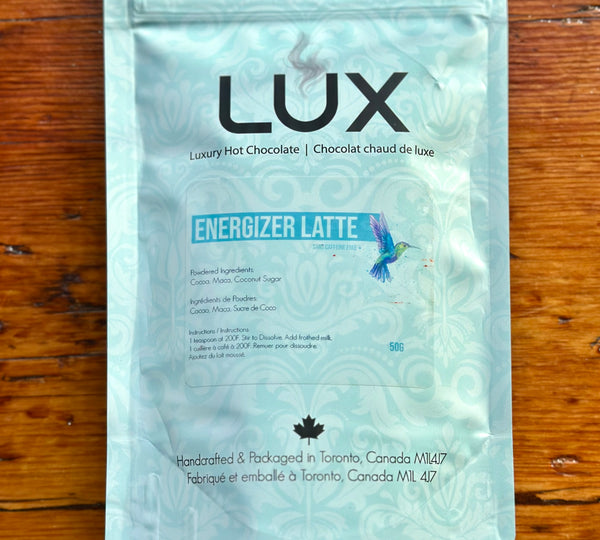 LUX
Luxury Hot Chocolate | Chocolat chaud de luxe
ENERGIZER LATTE
CAFFEINE FREE
Powdered Ingredients:
Cocoa, Maca, Coconut Sugar
Ingrédients de Poudres:
Cacao, Maca, Sucre de Coco
Instructions / Instructions
1 teaspoon at 200F. Stir to Dissolve. Add frothed milk.
1 cuillère à café à 200F. Remuer pour dissoudre.
Ajoutez du lait moussé.
50G
Handcrafted & Packaged in Toronto, Canada M1L4J7
Fabriqué et emballé à Toronto, Canada M1L 4J7